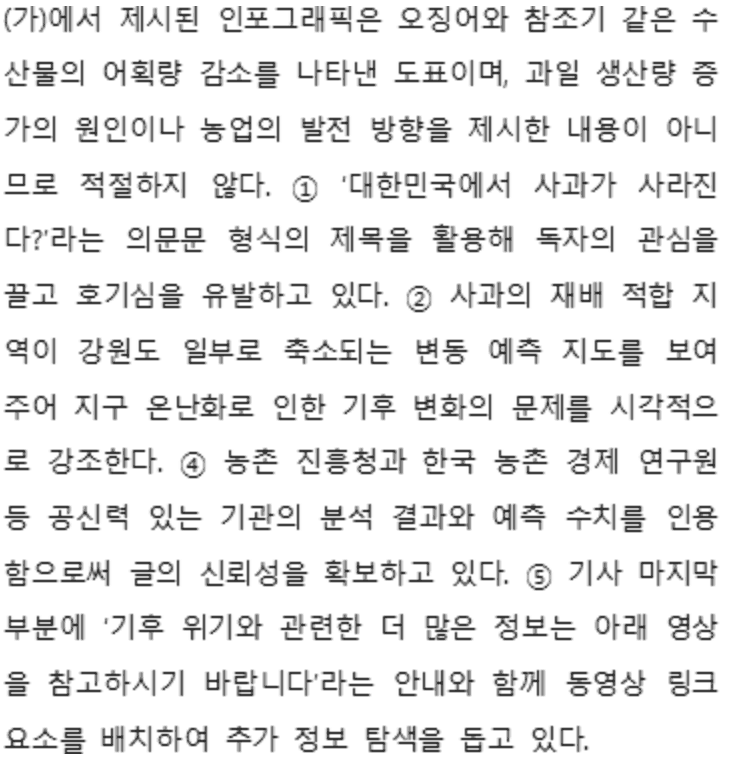 (가)에서 제시된 인포그래픽은 오징어와 참조기 같은 수
산물의 어획량 감소를 나타낸 도표이며, 과일 생산량 증
가의 원인이나 농업의 발전 방향을 제시한 내용이 아니
므로 적절하지 않다. ① '대한민국에서 사과가 사라진
다?'라는 의문문 형식의 제목을 활용해 독자의 관심을
끌고 호기심을 유발하고 있다. ② 사과의 재배 적합 지
역이 강원도 일부로 축소되는 변동 예측 지도를 보여
주어 지구 온난화로 인한 기후 변화의 문제를 시각적으
로 강조한다. ④ 농촌 진흥청과 한국 농촌 경제 연구원
등 공신력 있는 기관의 분석 결과와 예측 수치를 인용
함으로써 글의 신뢰성을 확보하고 있다. ⑤ 기사 마지막
부분에 '기후 위기와 관련한 더 많은 정보는 아래 영상
을 참고하시기 바랍니다'라는 안내와 함께 동영상 링크
요소를 배치하여 추가 정보 탐색을 돕고 있다.